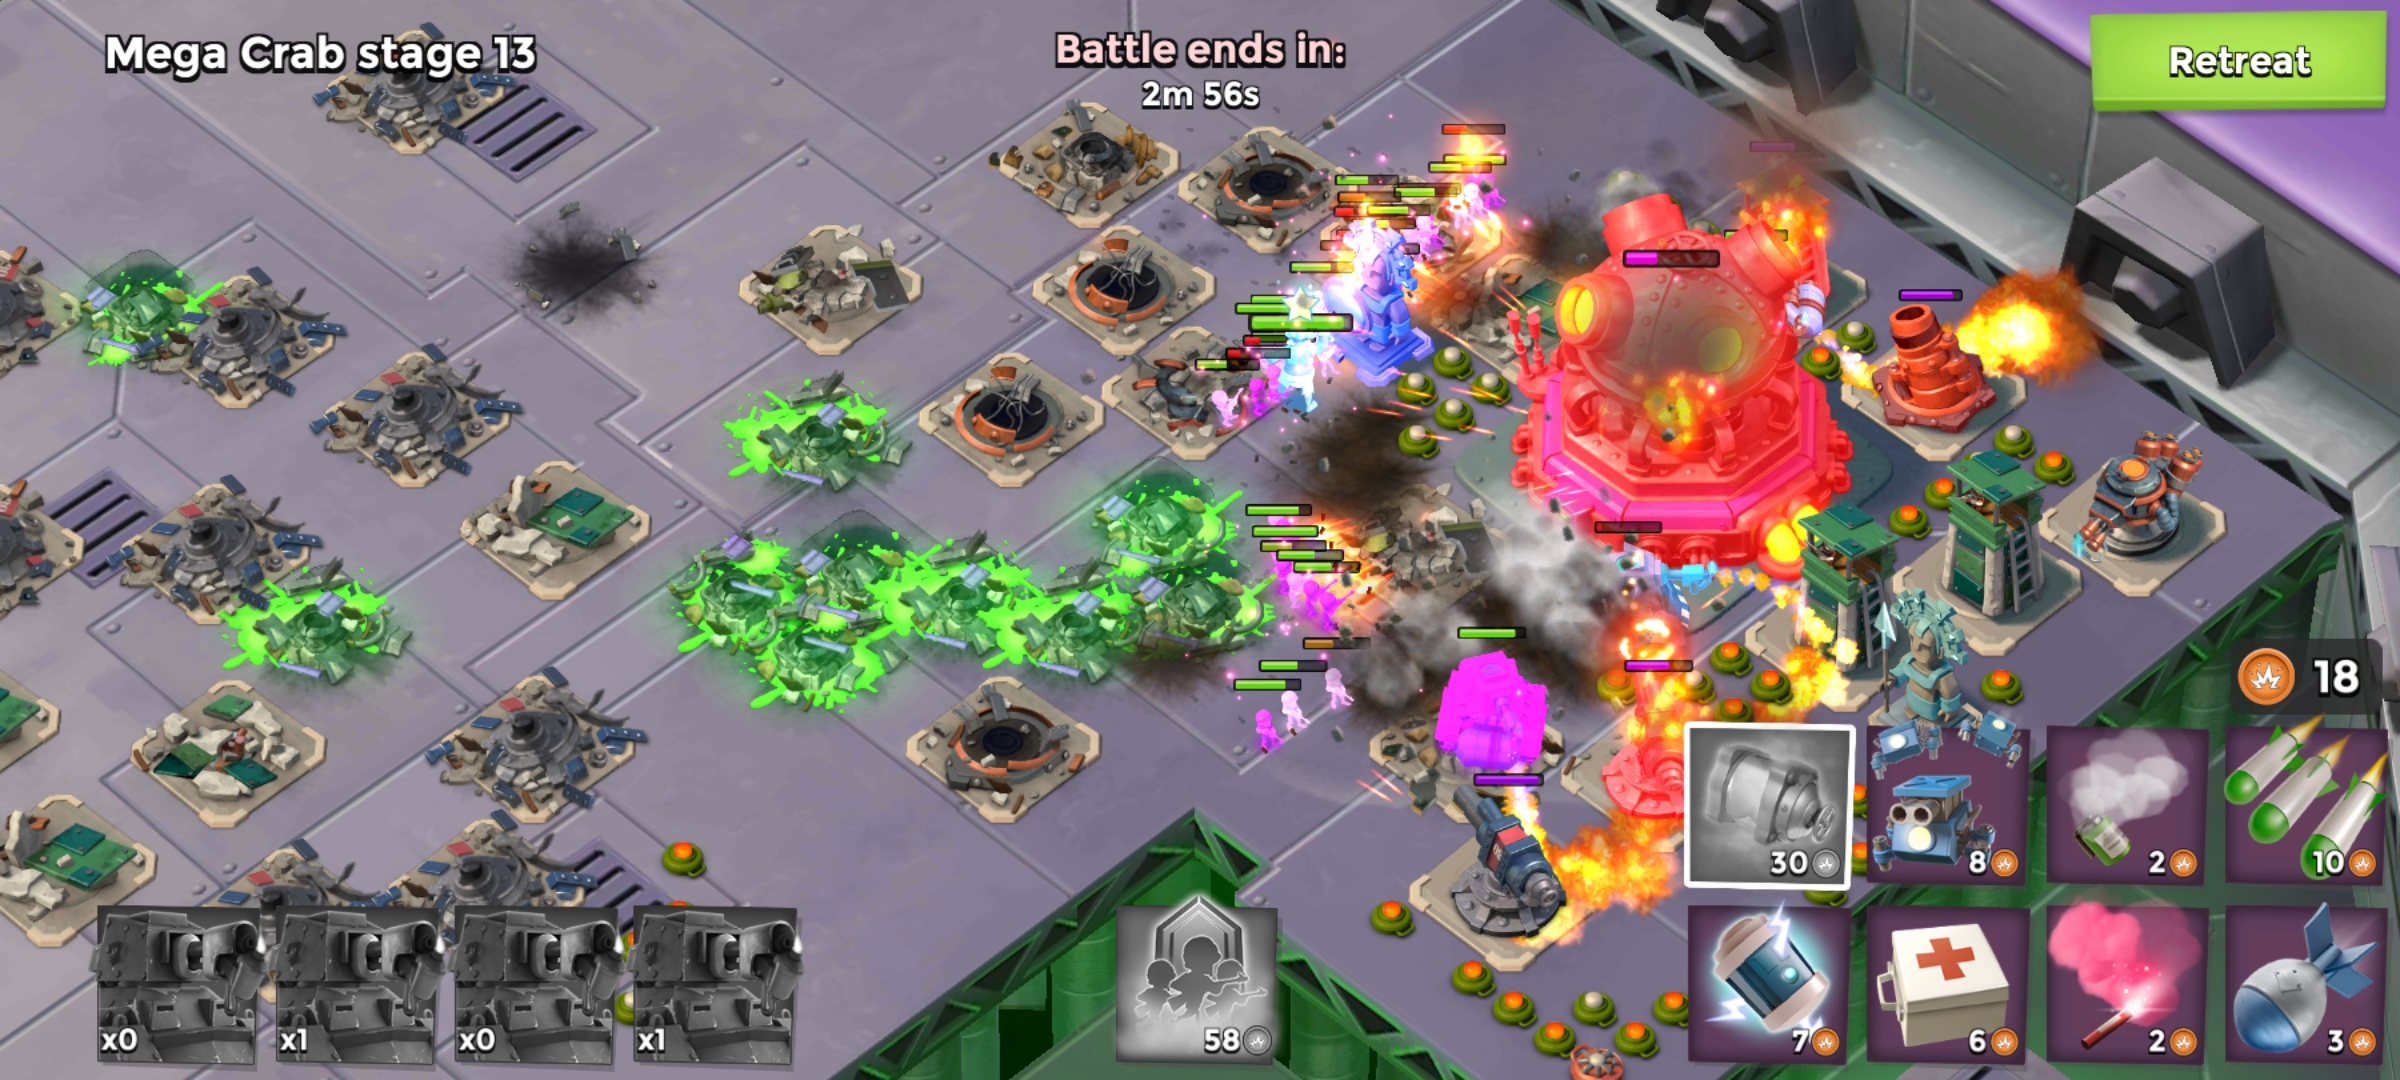 Mega Crab stage 13
Battle ends in:
2m 56s
Retreat
18
30
8
2
10
x0
x1
x0
x1
58
7
6
2
3